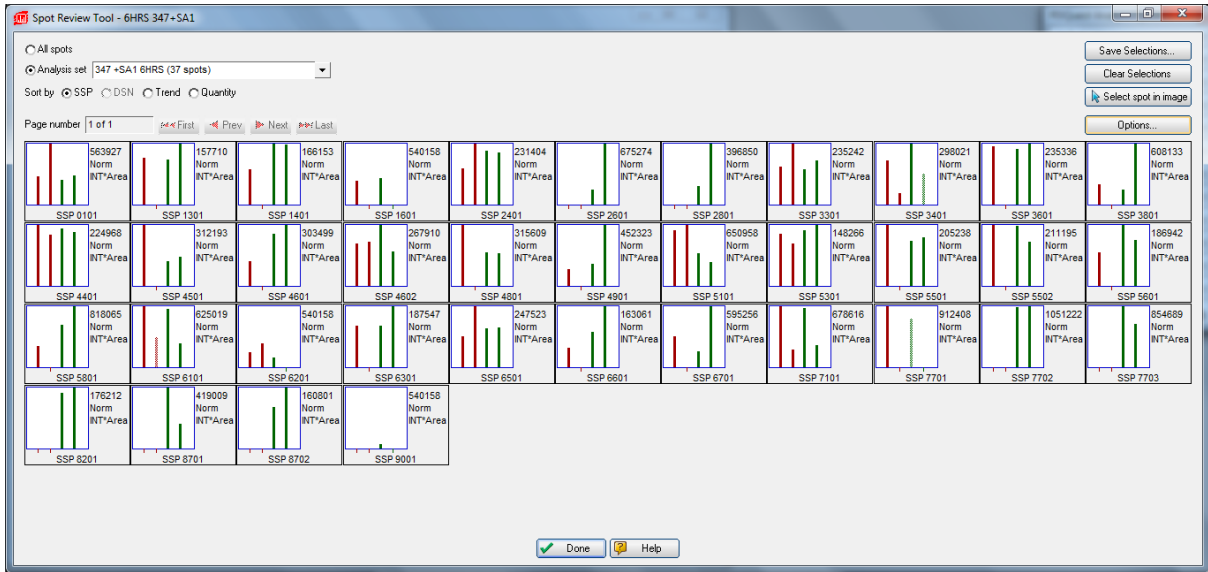 Spot Review Tool - 6HRS 347+SA1
All spots
Analysis set 347 +SA1 6HRS (37 spots)
Sort by SSP DSN Trend Quantity
Page number 1 of 1 First Prev Next Last
Save Selections...
Clear Selections
Select spot in image
Options...
563927 157710 166153 540158 231404 675274 396850 235242 298021 235336 608133
Norm Norm Norm Norm Norm Norm Norm Norm Norm Norm Norm
INT*Area INT*Area INT*Area INT*Area INT*Area INT*Area INT*Area INT*Area INT*Area INT*Area INT*Area
SSP 0101 SSP 1301 SSP 1401 SSP 1601 SSP 2401 SSP 2601 SSP 2801 SSP 3301 SSP 3401 SSP 3601 SSP 3801
224968 312193 303499 267910 315609 452323 650958 148266 205238 211195 186942
Norm Norm Norm Norm Norm Norm Norm Norm Norm Norm Norm
INT*Area INT*Area INT*Area INT*Area INT*Area INT*Area INT*Area INT*Area INT*Area INT*Area INT*Area
SSP 4401 SSP 4501 SSP 4601 SSP 4602 SSP 4801 SSP 4901 SSP 5101 SSP 5301 SSP 5501 SSP 5502 SSP 5601
818065 625019 540158 187547 247523 163061 595256 678616 912408 1051222 854689
Norm Norm Norm Norm Norm Norm Norm Norm Norm Norm Norm
INT*Area INT*Area INT*Area INT*Area INT*Area INT*Area INT*Area INT*Area INT*Area INT*Area INT*Area
SSP 5801 SSP 6101 SSP 6201 SSP 6301 SSP 6501 SSP 6601 SSP 6701 SSP 7101 SSP 7701 SSP 7702 SSP 7703
176212 419009 160801 540158
Norm Norm Norm Norm
INT*Area INT*Area INT*Area INT*Area
SSP 8201 SSP 8701 SSP 8702 SSP 9001
Done Help